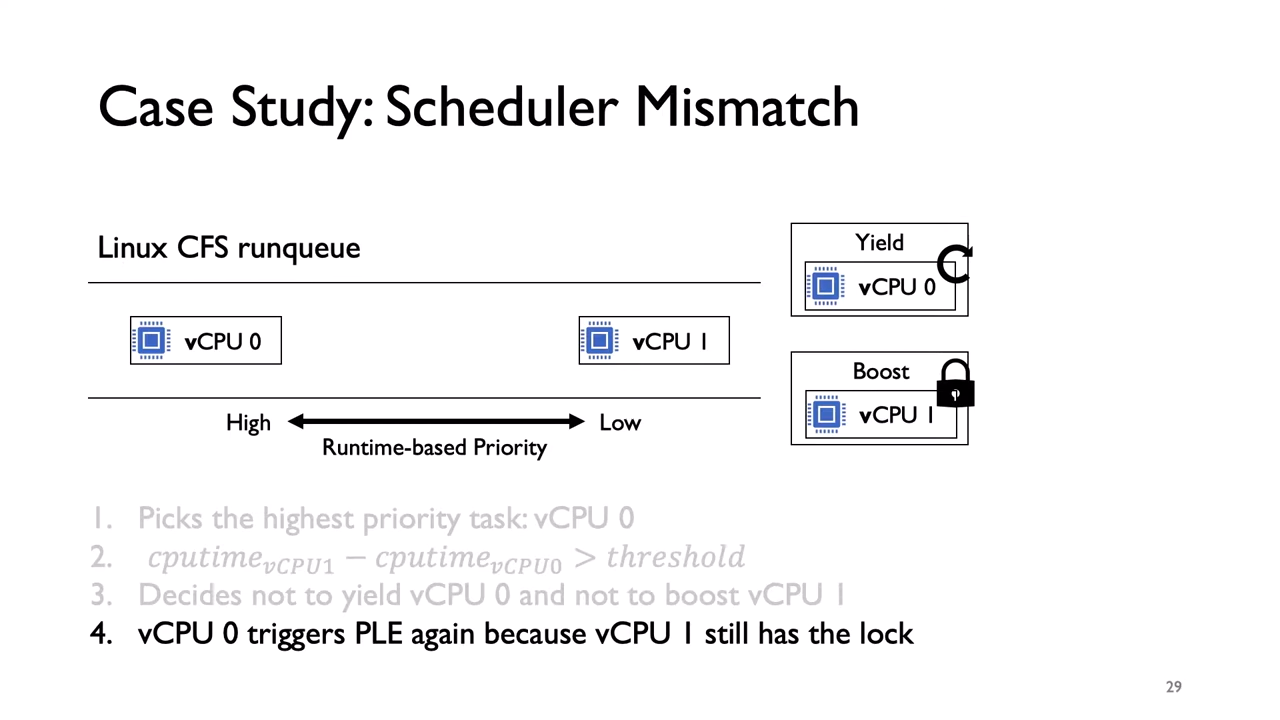 Case Study: Scheduler Mismatch
Linux CFS runqueue
vCPU 0
vCPU 1
High
Low
Runtime-based Priority
Yield
vCPU 0
Boost
vCPU 1
1. Picks the highest priority task: vCPU 0
2. cputime_vCPU1 − cputime_vCPU0 > threshold
3. Decides not to yield vCPU 0 and not to boost vCPU 1
4. vCPU 0 triggers PLE again because vCPU 1 still has the lock
29